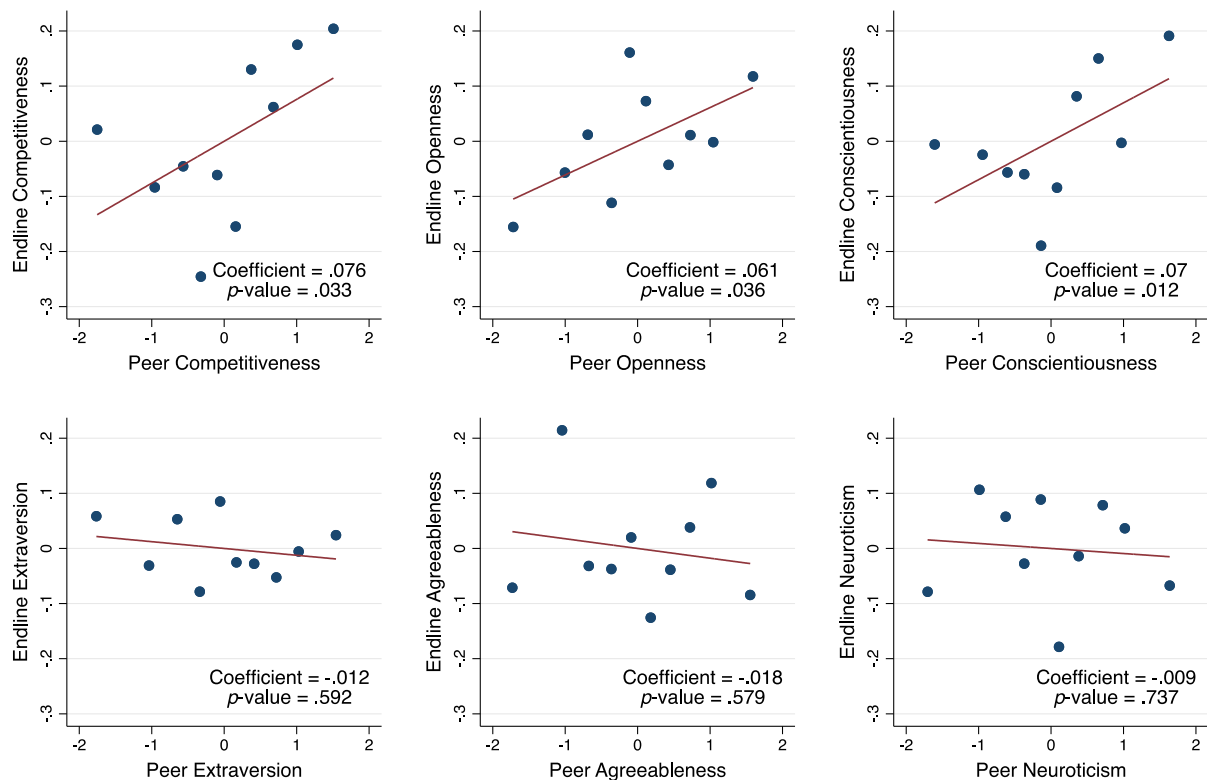 Endline Competitiveness
.2
.1
0
-.1
-.2
-.3
Coefficient = .076
p-value = .033
-2 -1 0 1 2
Peer Competitiveness
Endline Openness
.2
.1
0
-.1
-.2
-.3
Coefficient = .061
p-value = .036
-2 -1 0 1 2
Peer Openness
Endline Conscientiousness
.2
.1
0
-.1
-.2
-.3
Coefficient = .07
p-value = .012
-2 -1 0 1 2
Peer Conscientiousness
Endline Extraversion
.2
.1
0
-.1
-.2
-.3
Coefficient = -.012
p-value = .592
-2 -1 0 1 2
Peer Extraversion
Endline Agreeableness
.2
.1
0
-.1
-.2
-.3
Coefficient = -.018
p-value = .579
-2 -1 0 1 2
Peer Agreeableness
Endline Neuroticism
.2
.1
0
-.1
-.2
-.3
Coefficient = -.009
p-value = .737
-2 -1 0 1 2
Peer Neuroticism